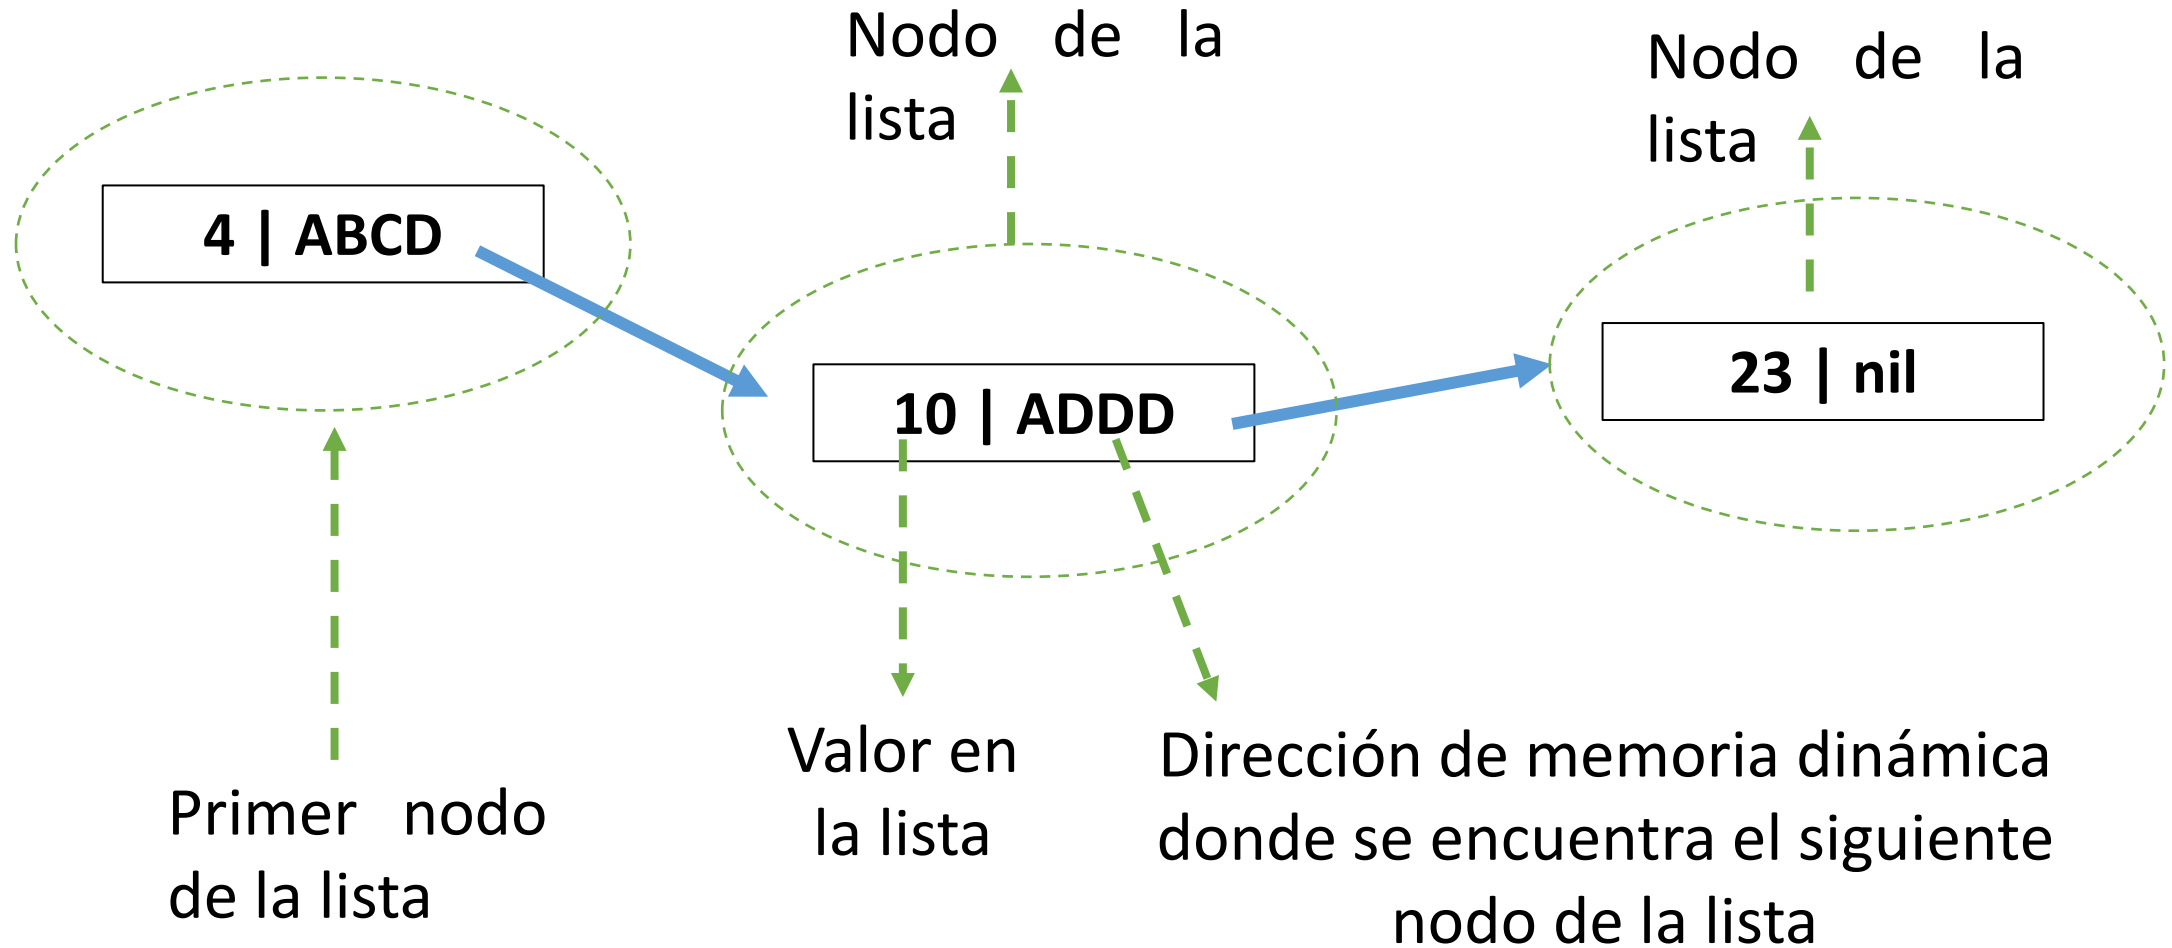 Nodo de la
lista
Nodo de la
lista
4 | ABCD
10 | ADDD
23 | nil
Primer nodo
de la lista
Valor en
la lista
Dirección de memoria dinámica
donde se encuentra el siguiente
nodo de la lista